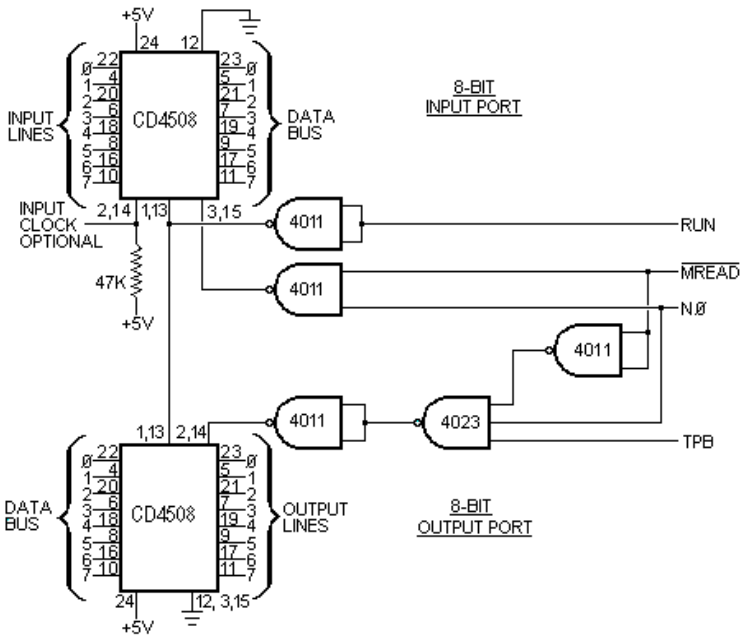 +5V
24 12
Ø 22 23 Ø
1 4 5 1
2 20 21 2
3 6 7 3
4 18 19 4
5 8 9 5
6 16 17 6
7 10 11 7
INPUT
LINES
CD4508
DATA
BUS
8-BIT
INPUT PORT
2,14 1,13 3,15
INPUT
CLOCK
OPTIONAL
47K
+5V
4011
RUN
4011
MREAD
NØ
4011
4011
4023
TPB
1,13 2,14
Ø 22 23 Ø
1 4 5 1
2 20 21 2
3 6 7 3
4 18 19 4
5 8 9 5
6 16 17 6
7 10 11 7
DATA
BUS
CD4508
OUTPUT
LINES
8-BIT
OUTPUT PORT
24 12, 3,15
+5V